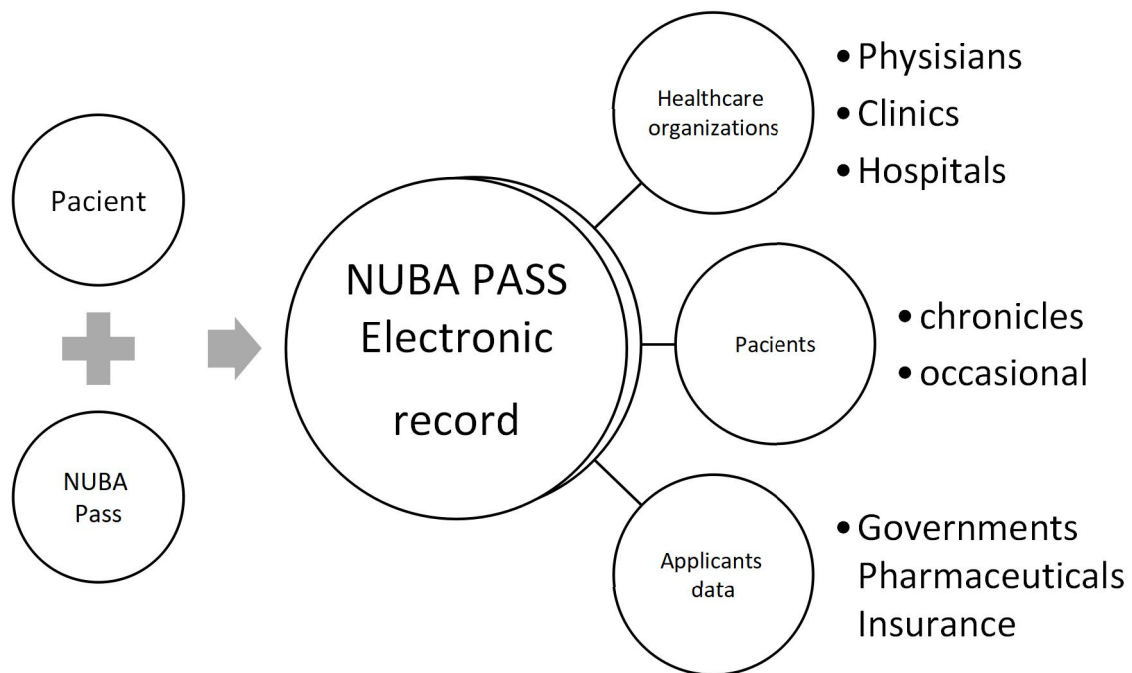 Pacient
NUBA
Pass
NUBA PASS
Electronic
record
Healthcare
organizations
• Physisians
• Clinics
• Hospitals
Pacients
• chronicles
• occasional
Applicants
data
• Governments
Pharmaceuticals
Insurance